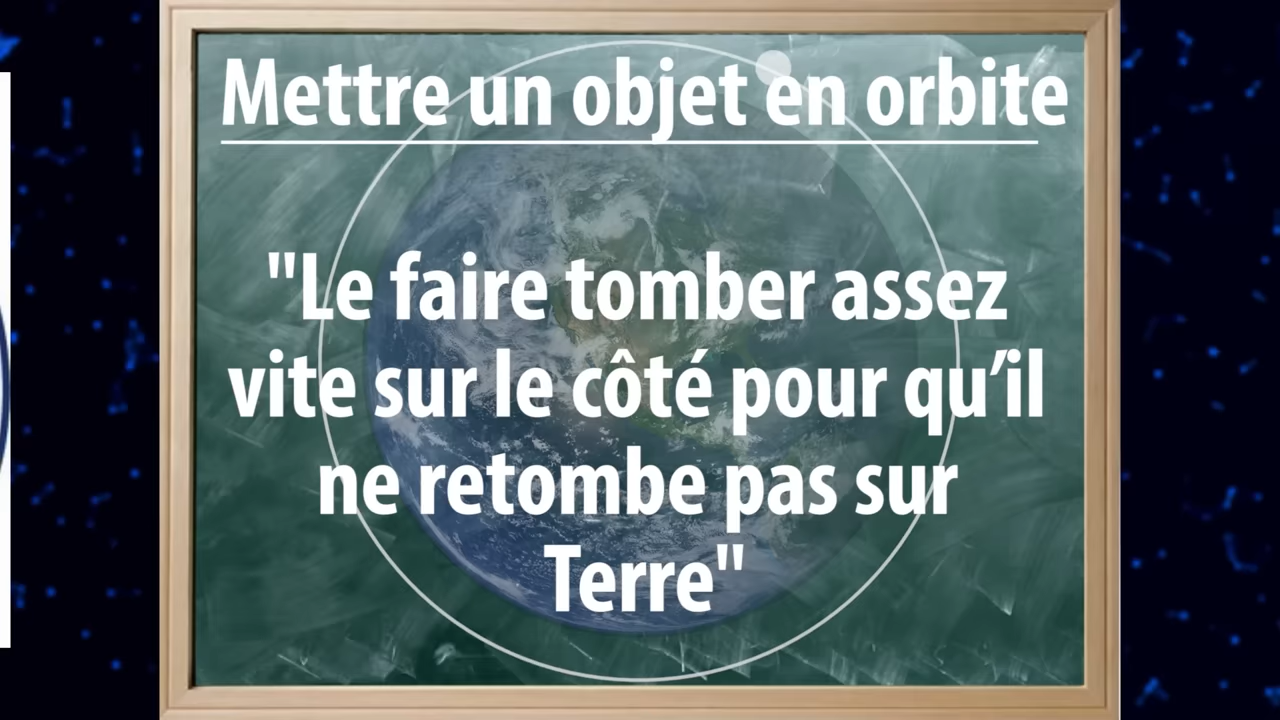 Mettre un objet en orbite
"Le faire tomber assez
vite sur le côté pour qu’il
ne retombe pas sur
Terre"